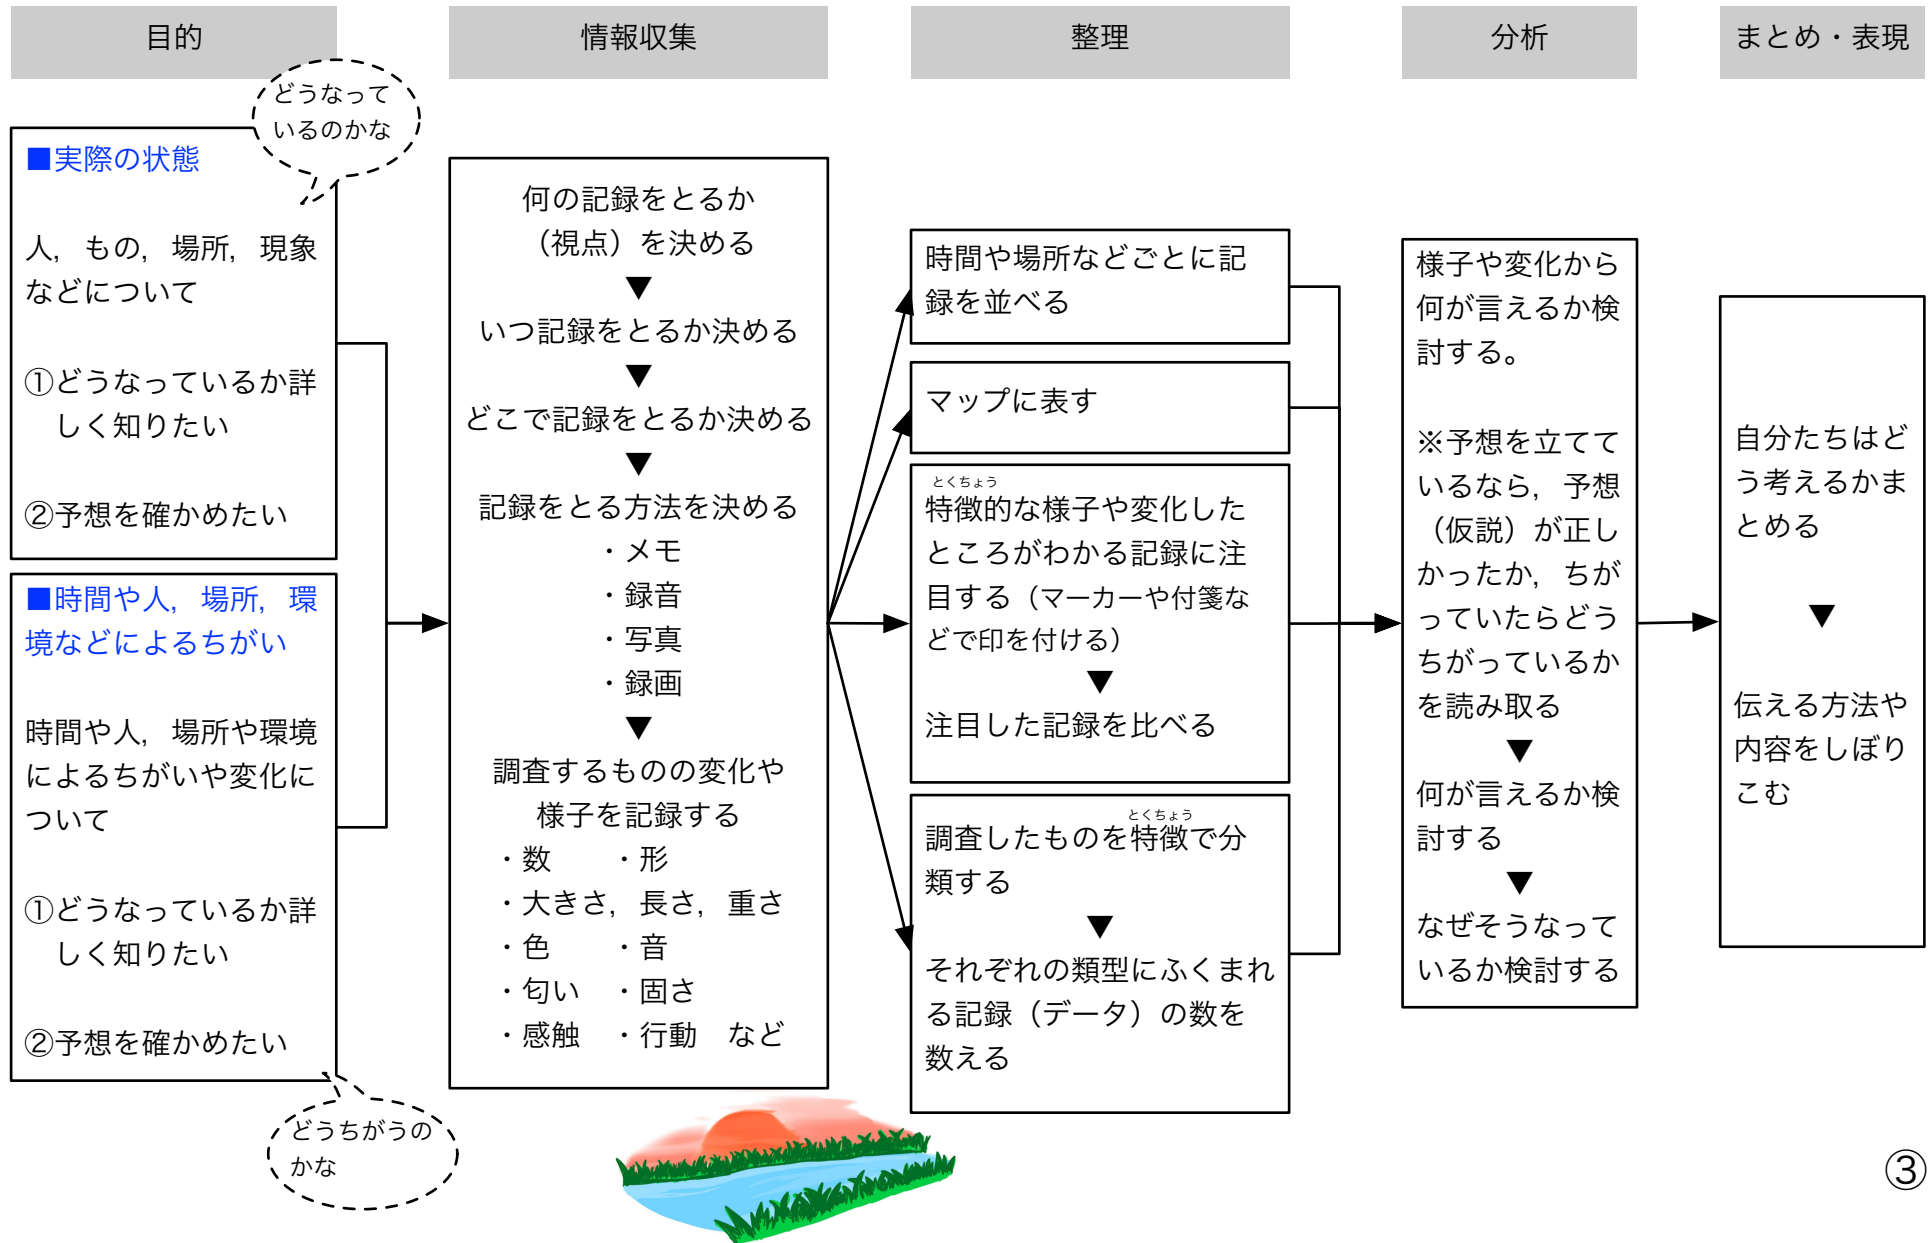 目的
情報収集
整理
分析
まとめ・表現
どうなって
いるのかな
■実際の状態
人，もの，場所，現象
などについて
①どうなっているか詳
しく知りたい
②予想を確かめたい
■時間や人，場所，環
境などによるちがい
時間や人，場所や環境
によるちがいや変化に
ついて
①どうなっているか詳
しく知りたい
②予想を確かめたい
どうちがうの
かな
何の記録をとるか
（視点）を決める
▼
いつ記録をとるか決める
▼
どこで記録をとるか決める
▼
記録をとる方法を決める
・メモ
・録音
・写真
・録画
▼
調査するものの変化や
様子を記録する
・数　　・形
・大きさ，長さ，重さ
・色　　・音
・匂い　・固さ
・感触　・行動　など
時間や場所などごとに記
録を並べる
マップに表す
とくちょう
特徴的な様子や変化した
ところがわかる記録に注
目する（マーカーや付箋な
どで印を付ける）
▼
注目した記録を比べる
とくちょう
調査したものを特徴で分
類する
▼
それぞれの類型にふくまれ
る記録（データ）の数を
数える
様子や変化から
何が言えるか検
討する。
※予想を立てて
いるなら，予想
（仮説）が正し
かったか，ちが
っていたらどう
ちがっているか
を読み取る
▼
何が言えるか検
討する
▼
なぜそうなって
いるか検討する
自分たちはど
う考えるかま
とめる
▼
伝える方法や
内容をしぼり
こむ
③